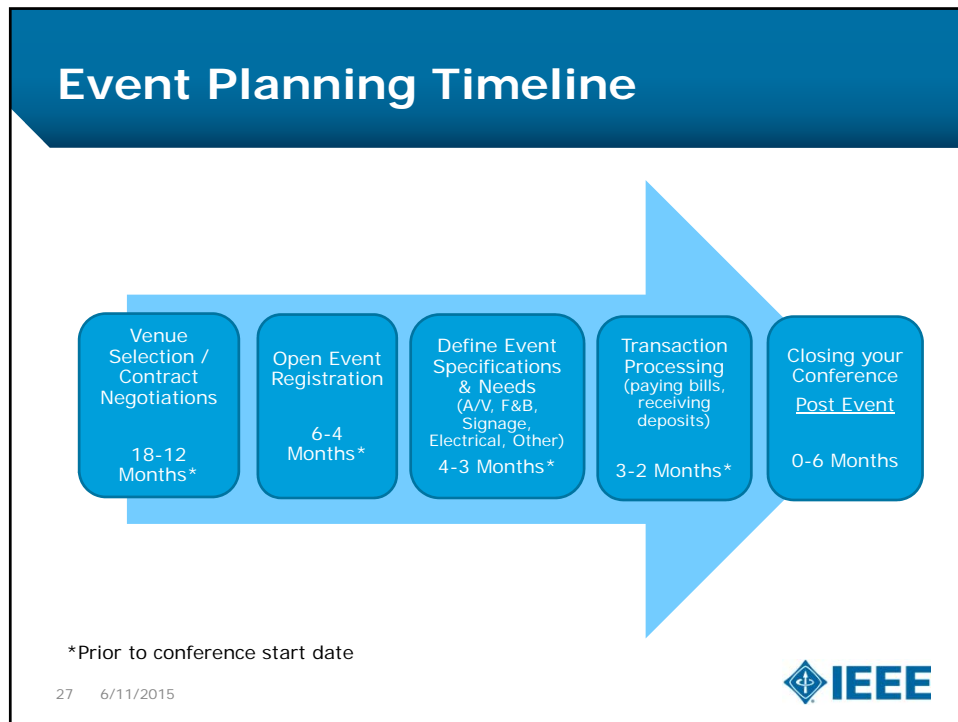 Event Planning Timeline
Venue
Selection /
Contract
Negotiations
18-12
Months*
Open Event
Registration
6-4
Months*
Define Event
Specifications
& Needs
(A/V, F&B,
Signage,
Electrical, Other)
4-3 Months*
Transaction
Processing
(paying bills,
receiving
deposits)
3-2 Months*
Closing your
Conference
Post Event
0-6 Months
*Prior to conference start date
27 6/11/2015
IEEE